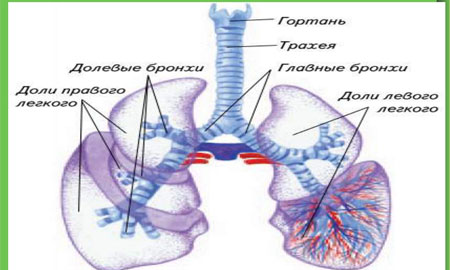 Гортань
Трахея
Долевые бронхи
Главные бронхи
Доли правого
легкого
Доли левого
легкого